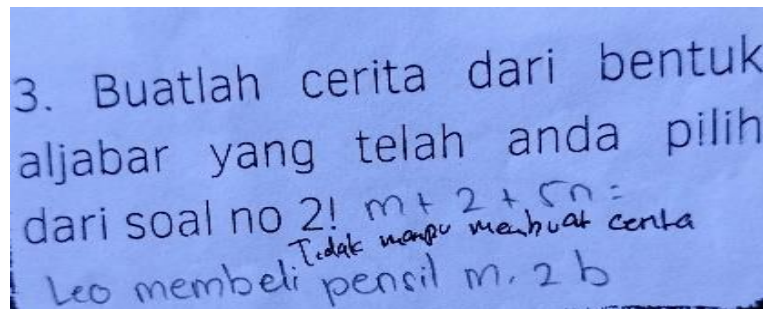 3. Buatlah cerita dari bentuk
aljabar yang telah anda pilih
dari soal no 2! m + 2 + 5n =
Tidak mampu membuat cerita
Leo membeli pensil m, 2 b